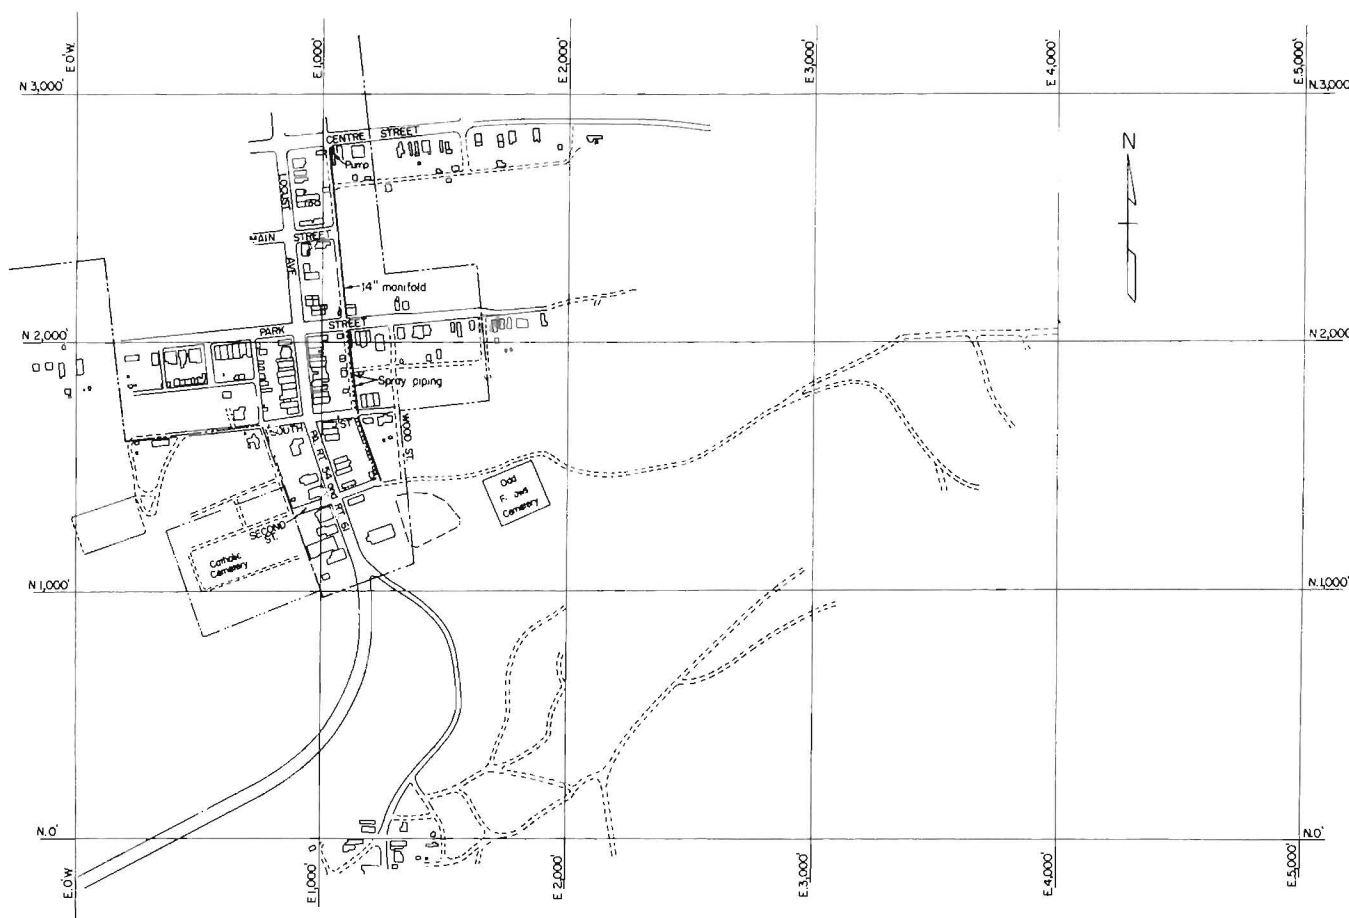 E.0'W.
E 1,000'
E 2,000'
E 3,000'
E 4,000'
E 5,000'
N 3,000'
N.3,000'
CENTRE STREET
Pump
N
LOCUST
AVE
MAIN STREET
14" manifold
PARK STREET
N 2,000'
N.2,000'
Spray piping
SOUTH ST
WOOD ST.
RT 54 and RT 61
Odd
Cemetery
SECOND
ST.
Catholic
Cemetery
N 1,000'
N.1,000'
N.0'
N.0'
E.0'W.
E 1,000'
E 2,000'
E 3,000'
E 4,000'
E 5,000'